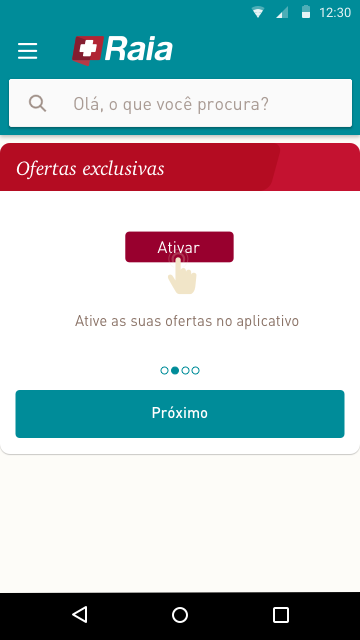 12:30
Raia
Olá, o que você procura?
Ofertas exclusivas
Ativar
Ative as suas ofertas no aplicativo
Próximo